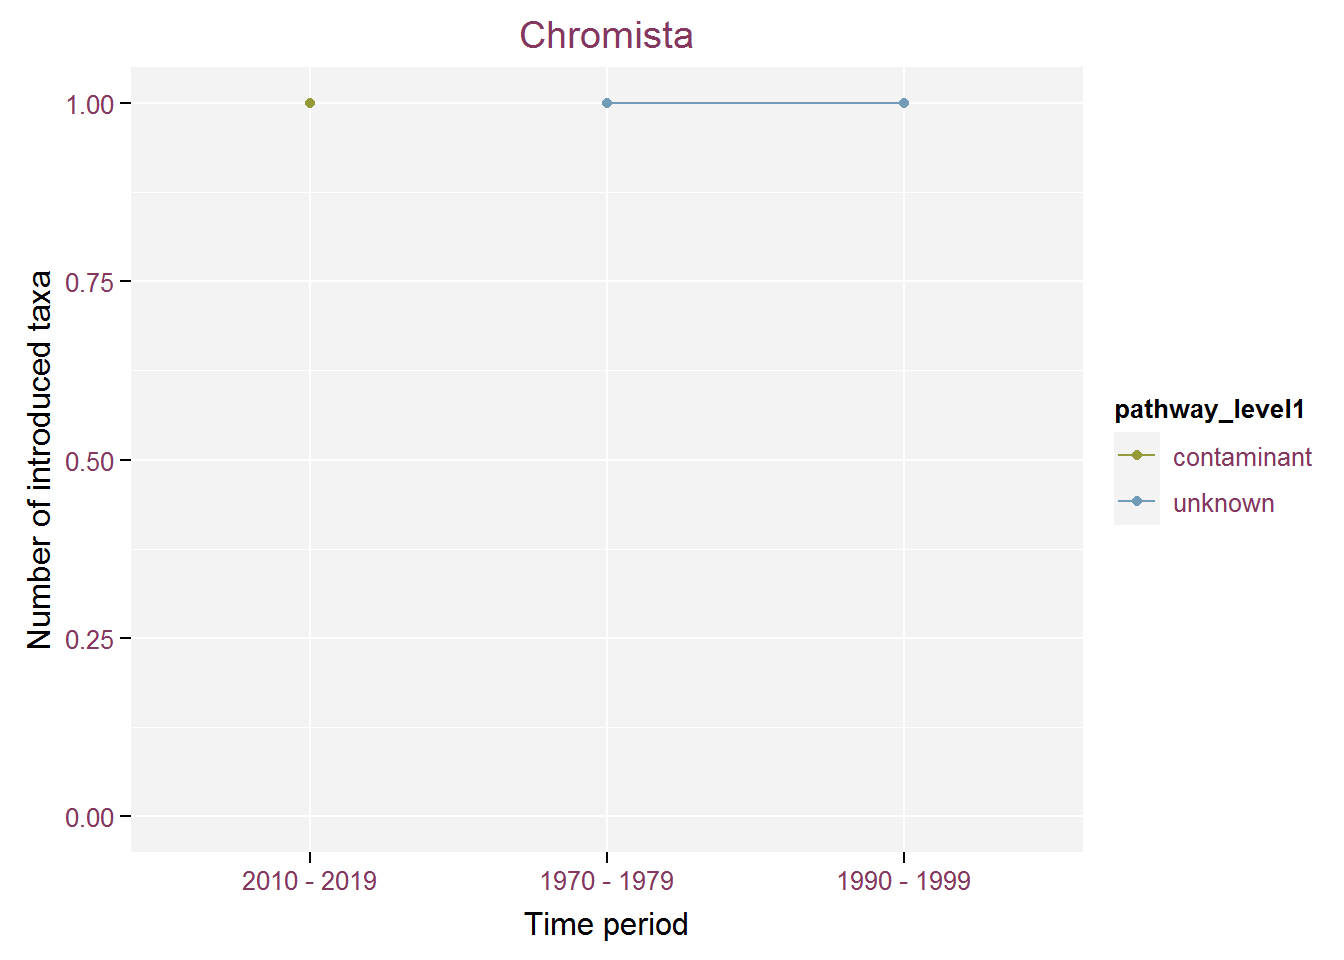 Chromista
Number of introduced taxa
1.00
0.75
0.50
0.25
0.00
2010 - 2019
1970 - 1979
1990 - 1999
Time period
pathway_level1
contaminant
unknown